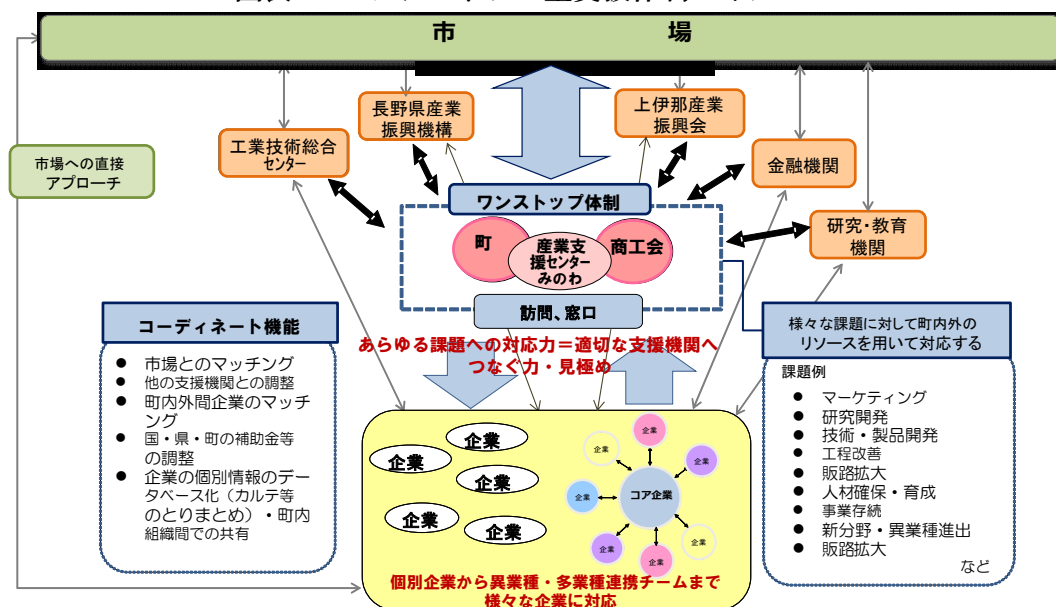 市　場
長野県産業
振興機構
上伊那産業
振興会
工業技術総合
センター
金融機関
市場への直接
アプローチ
ワンストップ体制
研究・教育
機関
町
産業支
援センター
みのわ
商工会
訪問、窓口
コーディネート機能
● 市場とのマッチング
● 他の支援機関との調整
● 町内外間企業のマッチ
ング
● 国・県・町の補助金等
の調整
● 企業の個別情報のデー
タベース化（カルテ等
のとりまとめ）・町内
組織間での共有
あらゆる課題への対応力＝適切な支援機関へ
つなぐ力・見極め
様々な課題に対して町内外の
リソースを用いて対応する
課題例
● マーケティング
● 研究開発
● 技術・製品開発
● 工程改善
● 販路拡大
● 人材確保・育成
● 事業存続
● 新分野・異業種進出
● 販路拡大
など
企業
企業
企業
企業
企業
コア企業
企業
企業
企業
企業
企業
企業
企業
企業
個別企業から異業種・多業種連携チームまで
様々な企業に対応